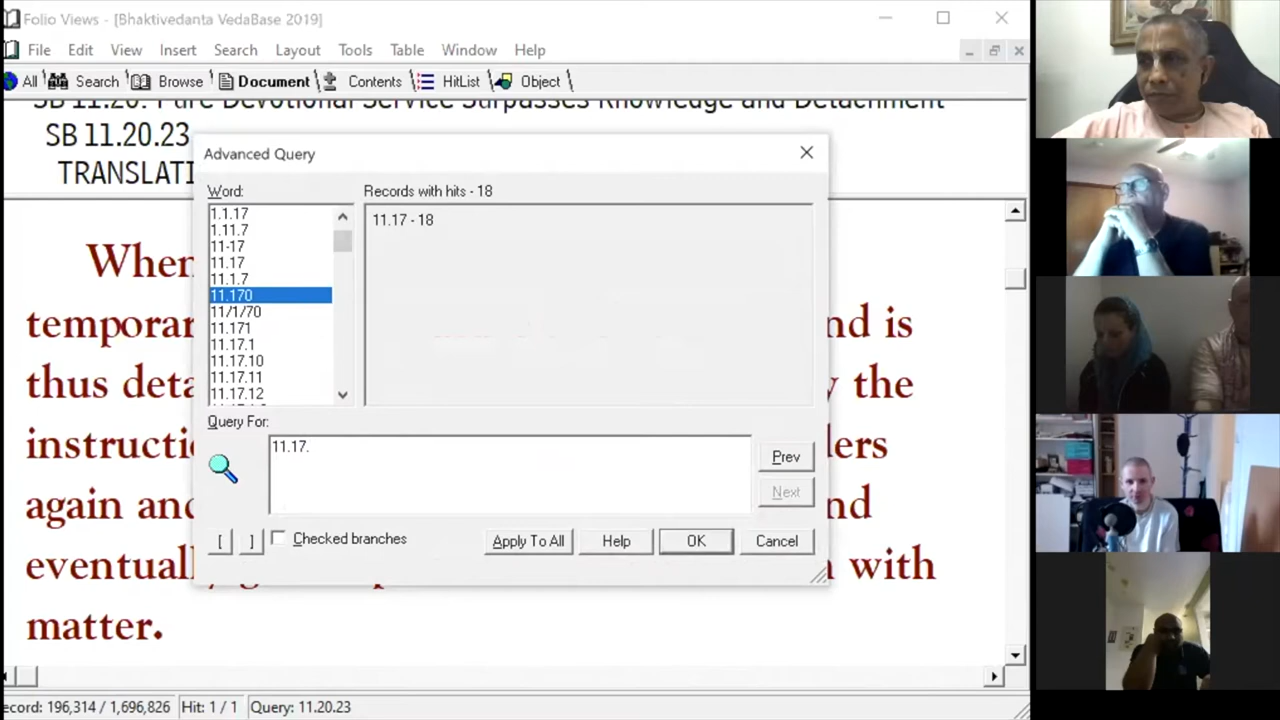 Folio Views - [Bhaktivedanta VedaBase 2019]
File Edit View Insert Search Layout Tools Table Window Help
All Search Browse Document Contents HitList Object
SB 11.20: Pure Devotional Service Surpasses Knowledge and Detachment
SB 11.20.23
TRANSLATI
Advanced Query
Word:
Records with hits - 18
1.1.17
1.11.7
11-17
11.17
11.1.7
11.170
11/1/70
11.171
11.17.1
11.17.10
11.17.11
11.17.12
11.17 - 18
Query For:
11.17.
Prev
Next
[ ] Checked branches
Apply To All Help OK Cancel
When
temporar nd is
thus deta y the
instructi ders
again and nd
eventually with
matter.
ecord: 196,314 / 1,696,826 Hit: 1 / 1 Query: 11.20.23